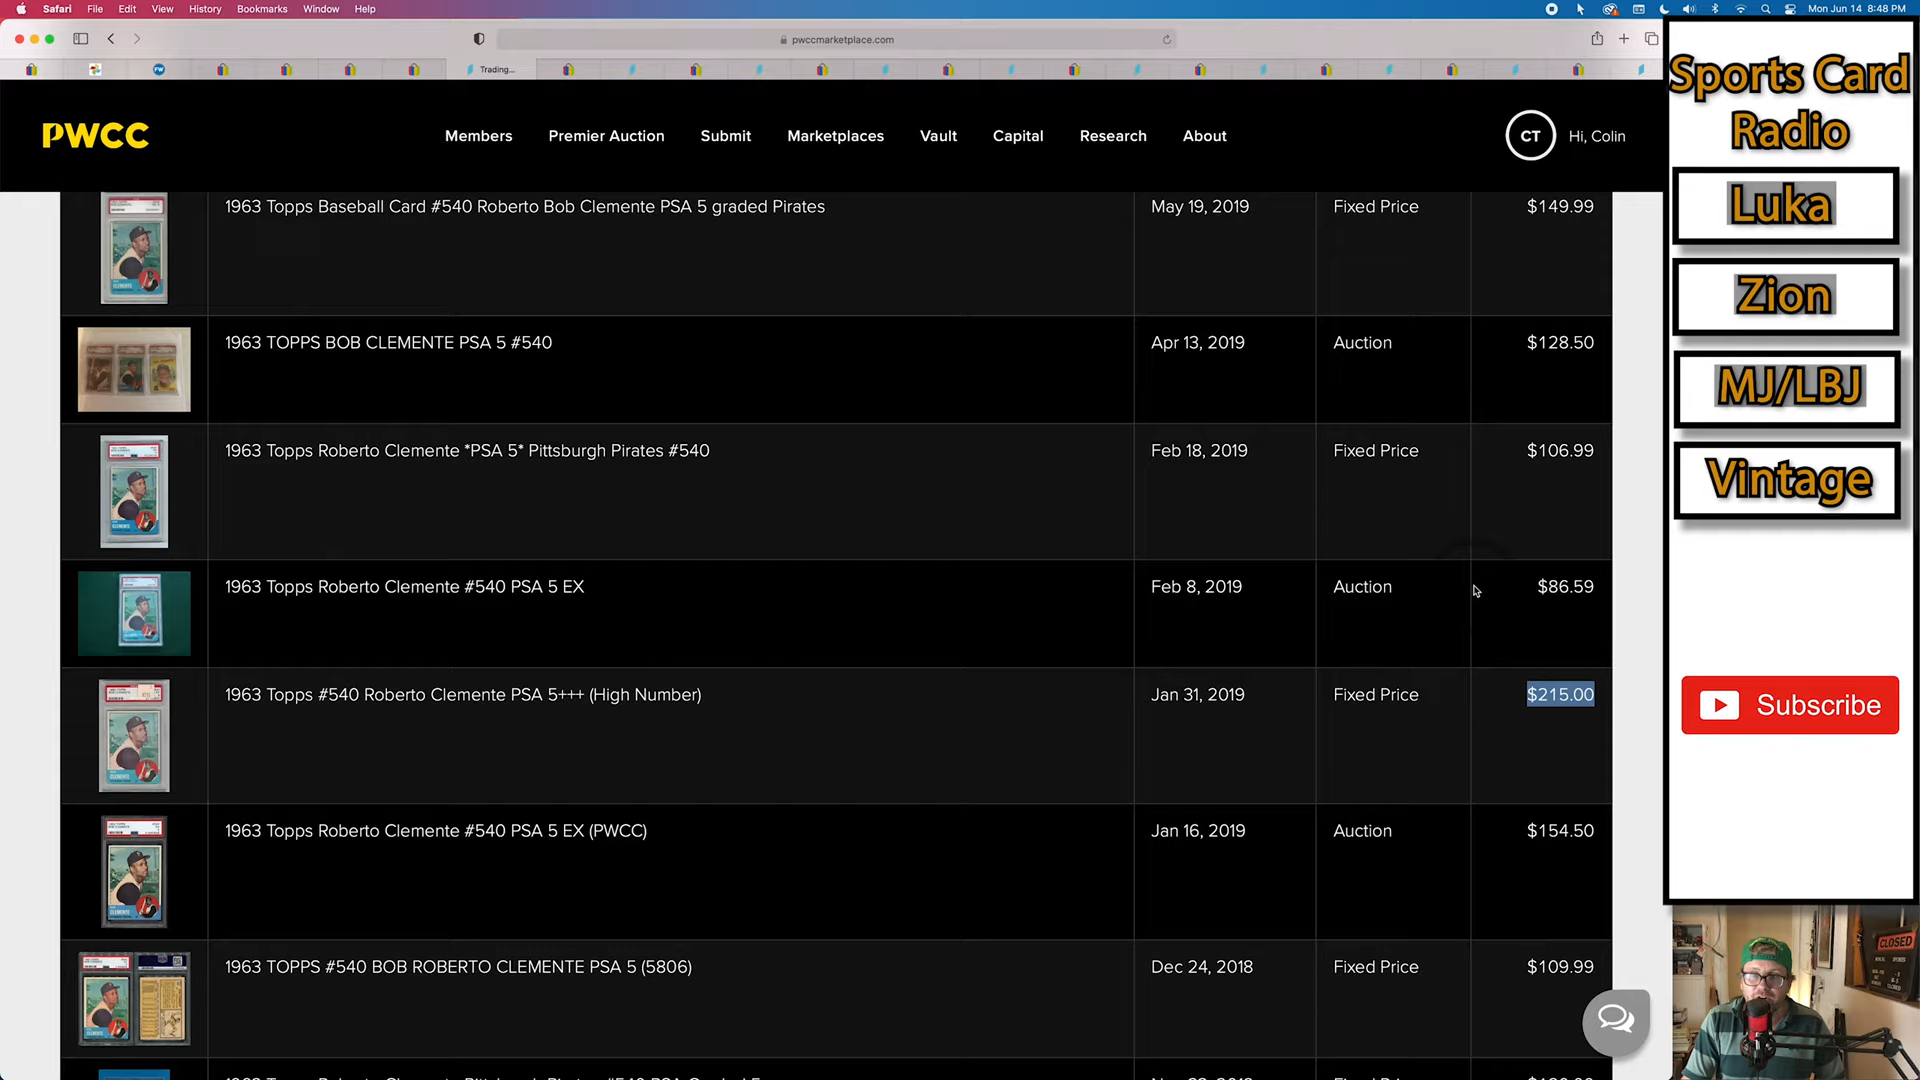 Safari File Edit View History Bookmarks Window Help Mon Jun 14 8:48 PM
pwccmarketplace.com
FW Trading...
PWCC Members Premier Auction Submit Marketplaces Vault Capital Research About CT Hi, Colin
1963 Topps Baseball Card #540 Roberto Bob Clemente PSA 5 graded Pirates May 19, 2019 Fixed Price $149.99
1963 TOPPS BOB CLEMENTE PSA 5 #540 Apr 13, 2019 Auction $128.50
1963 Topps Roberto Clemente *PSA 5* Pittsburgh Pirates #540 Feb 18, 2019 Fixed Price $106.99
1963 Topps Roberto Clemente #540 PSA 5 EX Feb 8, 2019 Auction $86.59
1963 Topps #540 Roberto Clemente PSA 5+++ (High Number) Jan 31, 2019 Fixed Price $215.00
1963 Topps Roberto Clemente #540 PSA 5 EX (PWCC) Jan 16, 2019 Auction $154.50
1963 TOPPS #540 BOB ROBERTO CLEMENTE PSA 5 (5806) Dec 24, 2018 Fixed Price $109.99
Sports Card
Radio
Luka
Zion
MJ/LBJ
Vintage
Subscribe
CLOSED